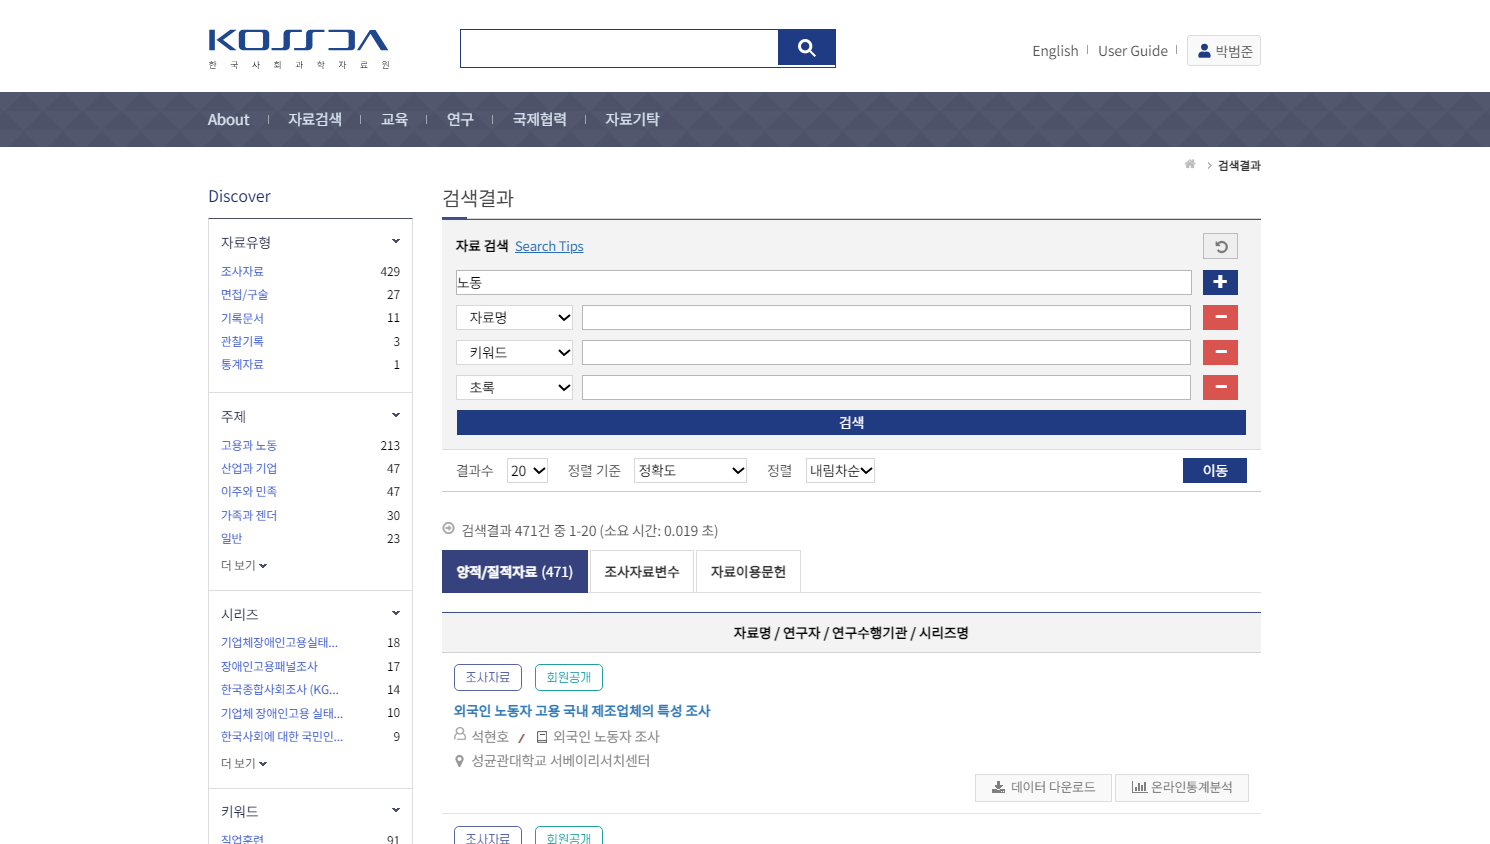 KOSSDA
한국사회과학자료원
English
User Guide
박범준
About
자료검색
교육
연구
국제협력
자료기탁
검색결과
Discover
자료유형
조사자료 429
면접/구술 27
기록문서 11
관찰기록 3
통계자료 1
주제
고용과 노동 213
산업과 기업 47
이주와 민족 47
가족과 젠더 30
일반 23
더 보기
시리즈
기업체장애인고용실태... 18
장애인고용패널조사 17
한국종합사회조사 (KG... 14
기업체 장애인고용 실태... 10
한국사회에 대한 국민인... 9
더 보기
키워드
직업훈련 91
검색결과
자료 검색 Search Tips
노동
자료명
키워드
초록
검색
결과수 20 정렬 기준 정확도 정렬 내림차순 이동
검색결과 471건 중 1-20 (소요 시간: 0.019 초)
양적/질적자료 (471)
조사자료변수
자료이용문헌
자료명 / 연구자 / 연구수행기관 / 시리즈명
조사자료 회원공개
외국인 노동자 고용 국내 제조업체의 특성 조사
석현호 / 외국인 노동자 조사
성균관대학교 서베이리서치센터
데이터 다운로드 온라인통계분석
조사자료 회원공개